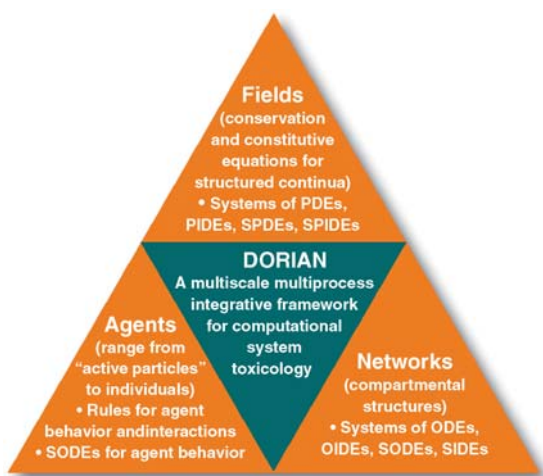 Fields
(conservation
and constitutive
equations for
structured continua)
• Systems of PDEs,
PIDEs, SPDEs, SPIDEs
DORIAN
A multiscale multiprocess
integrative framework
for computational
system
toxicology
Agents
(range from
“active particles”
to individuals)
• Rules for agent
behavior andinteractions
• SODEs for agent behavior
Networks
(compartmental
structures)
• Systems of ODEs,
OIDEs, SODEs, SIDEs